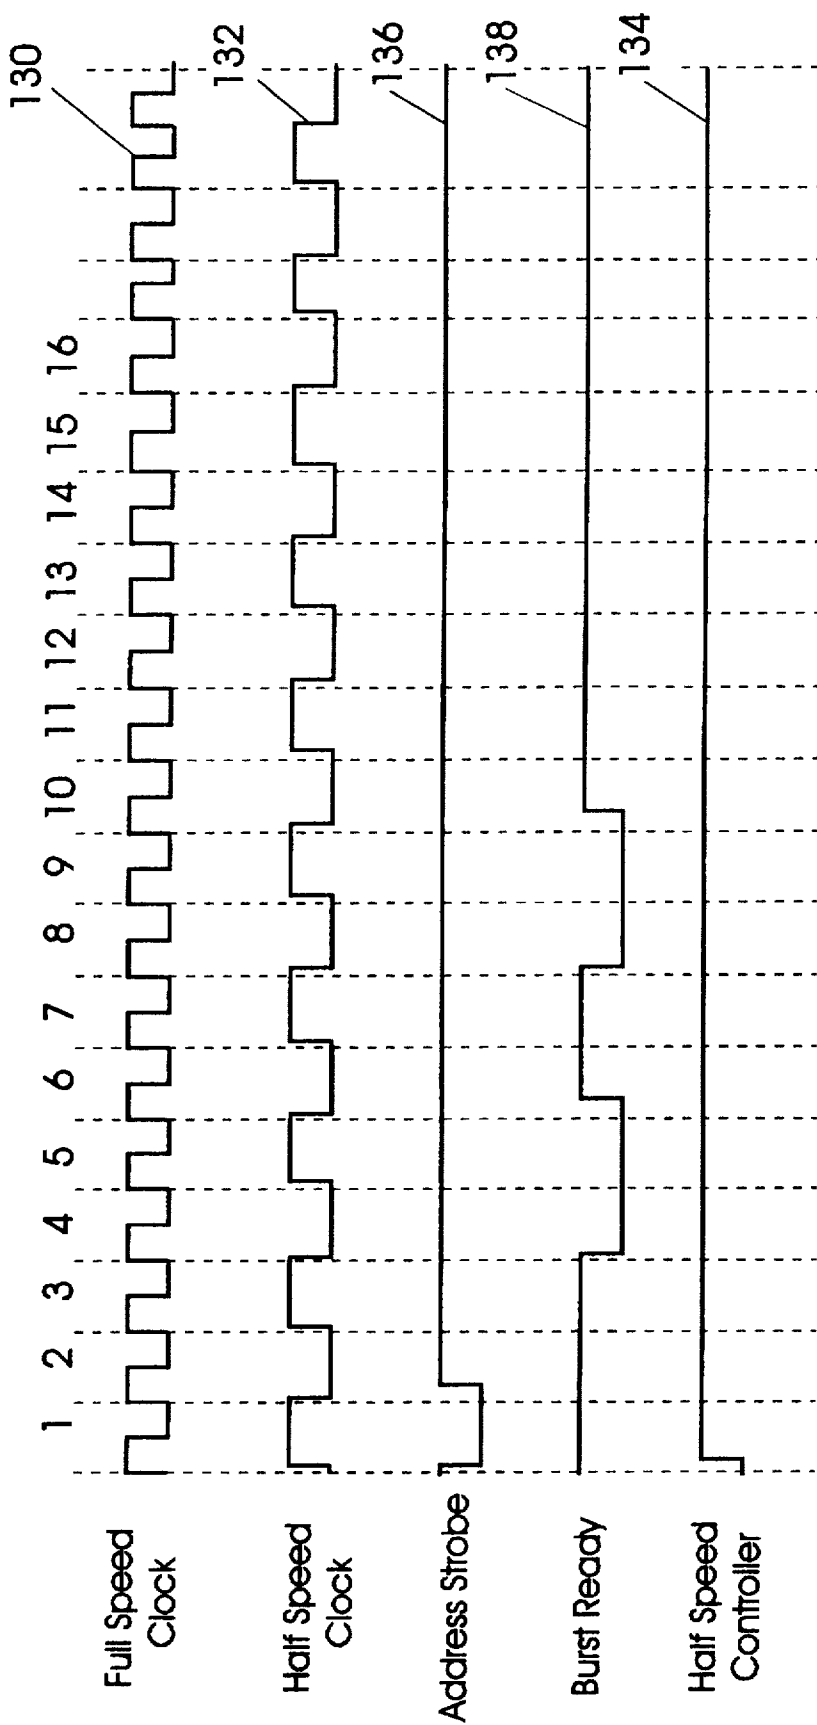 1 2 3 4 5 6 7 8 9 10 11 12 13 14 15 16
Full Speed
Clock
130
Half Speed
Clock
132
Address Strobe
136
Burst Ready
138
Half Speed
Controller
134